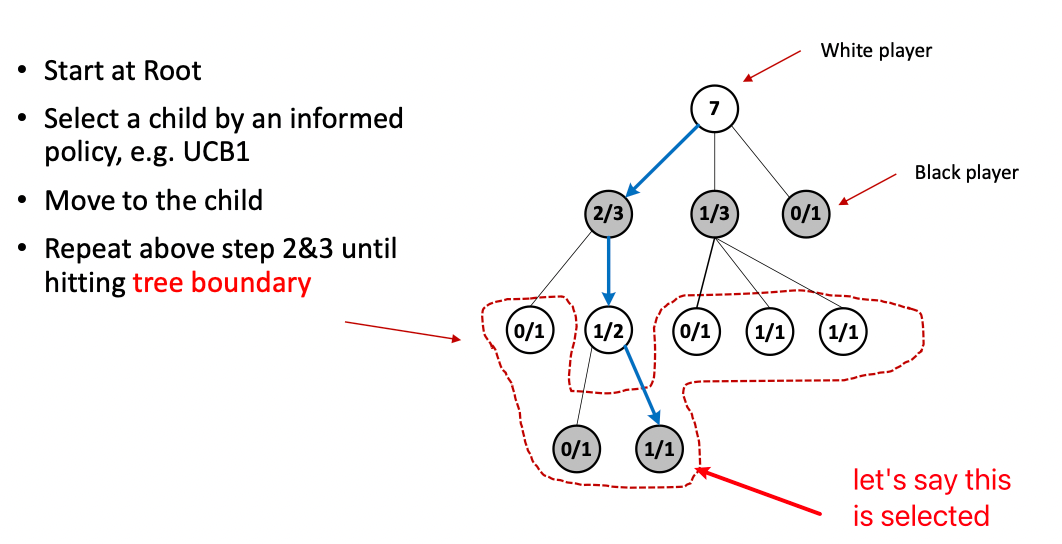 • Start at Root
• Select a child by an informed
policy, e.g. UCB1
• Move to the child
• Repeat above step 2&3 until
hitting tree boundary
White player
7
Black player
2/3
1/3
0/1
0/1
1/2
0/1
1/1
1/1
0/1
1/1
let's say this
is selected